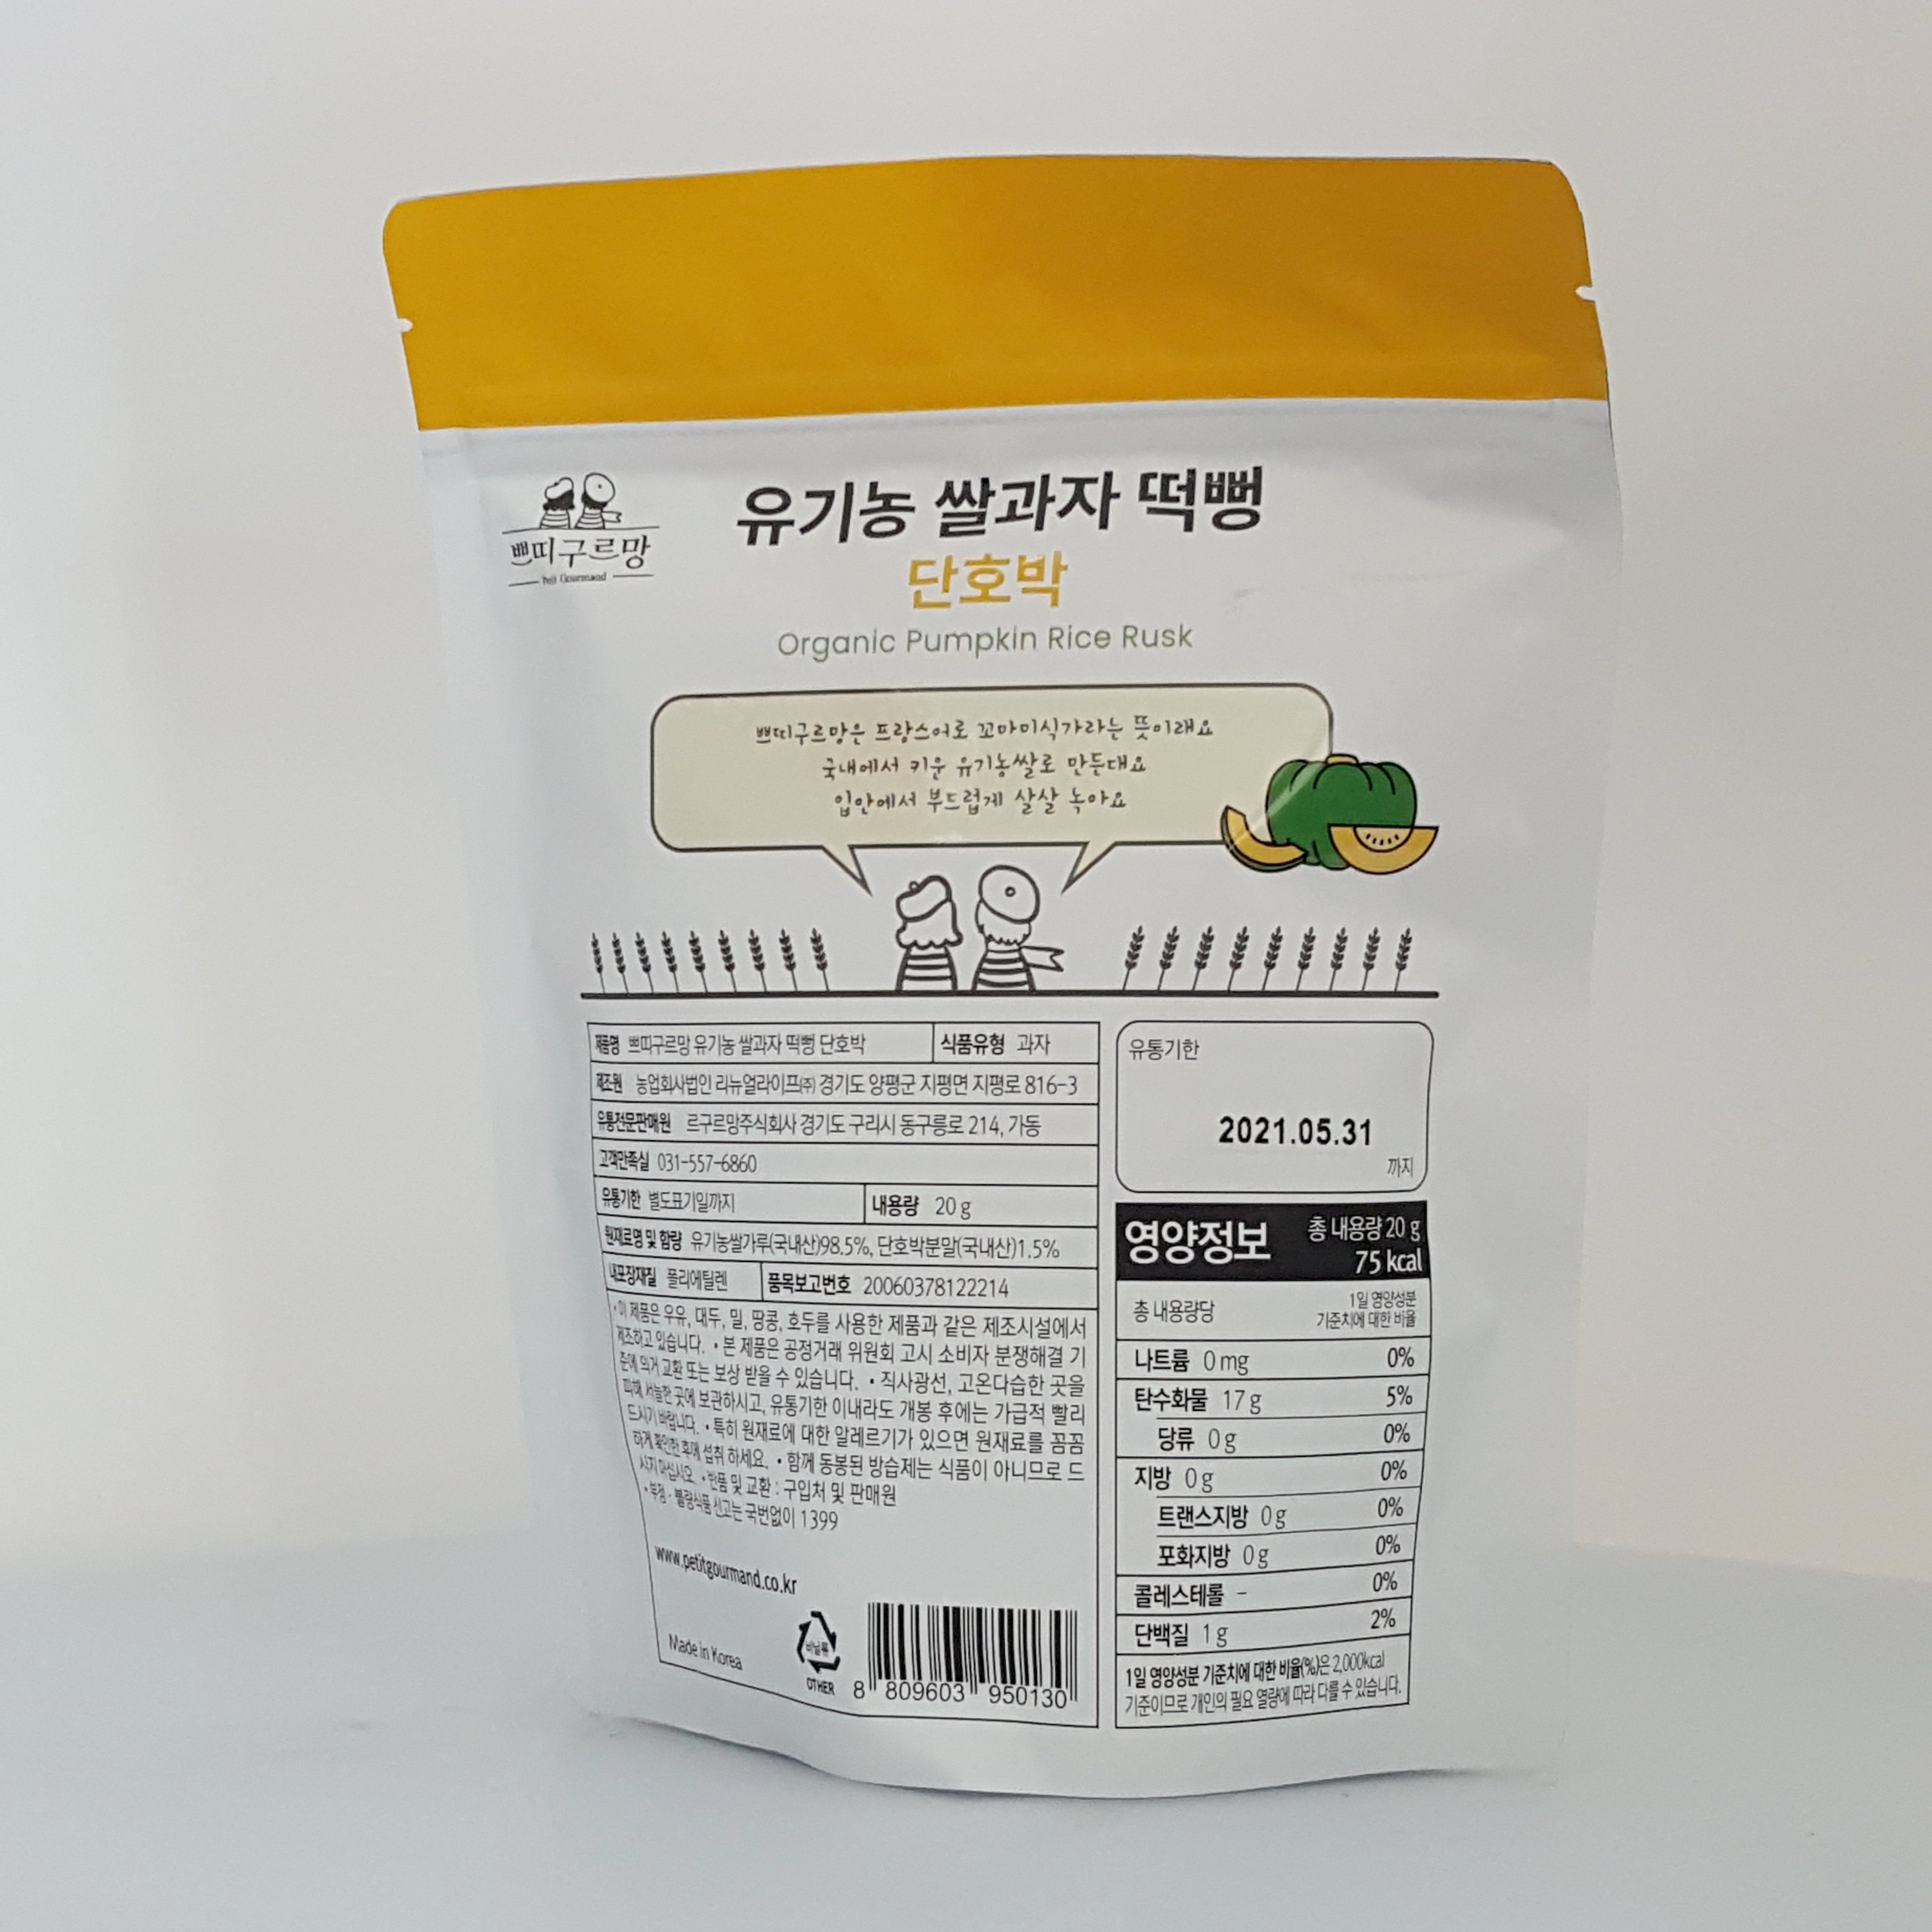 쁘띠구르망
Petit Gourmand
유기농 쌀과자 떡뻥
단호박
Organic Pumpkin Rice Rusk
쁘띠구르망은 프랑스어로 꼬마미식가라는 뜻이래요
국내에서 키운 유기농쌀로 만든대요
입안에서 부드럽게 살살 녹아요
제품명 쁘띠구르망 유기농 쌀과자 떡뻥 단호박 식품유형 과자
제조원 농업회사법인 리뉴얼라이프㈜ 경기도 양평군 지평면 지평로 816-3
유통전문판매원 르구르망주식회사 경기도 구리시 동구릉로 214, 가동
고객만족실 031-557-6860
유통기한 별도표기일까지 내용량 20 g
원재료명 및 함량 유기농쌀가루(국내산)98.5%, 단호박분말(국내산)1.5%
내포장재질 폴리에틸렌 품목보고번호 20060378122214
• 이 제품은 우유, 대두, 밀, 땅콩, 호두를 사용한 제품과 같은 제조시설에서
제조하고 있습니다. • 본 제품은 공정거래 위원회 고시 소비자 분쟁해결 기
준에 의거 교환 또는 보상 받을 수 있습니다. • 직사광선, 고온다습한 곳을
피해 서늘한 곳에 보관하시고, 유통기한 이내라도 개봉 후에는 가급적 빨리
드시기 바랍니다. • 특히 원재료에 대한 알레르기가 있으면 원재료를 꼼꼼
하게 확인한 후에 섭취 하세요. • 함께 동봉된 방습제는 식품이 아니므로 드
시지 마십시오. • 반품 및 교환 : 구입처 및 판매원
• 부정 · 불량식품 신고는 국번없이 1399
www.petitgourmand.co.kr
Made in Korea
비닐류
OTHER
8 809603 950130
유통기한
2021.05.31
까지
영양정보 총 내용량 20 g
75 kcal
총 내용량당 1일 영양성분
기준치에 대한 비율
나트륨 0 mg 0%
탄수화물 17 g 5%
당류 0 g 0%
지방 0 g 0%
트랜스지방 0 g 0%
포화지방 0 g 0%
콜레스테롤 – 0%
단백질 1 g 2%
1일 영양성분 기준치에 대한 비율(%)은 2,000kcal
기준이므로 개인의 필요 열량에 따라 다를 수 있습니다.